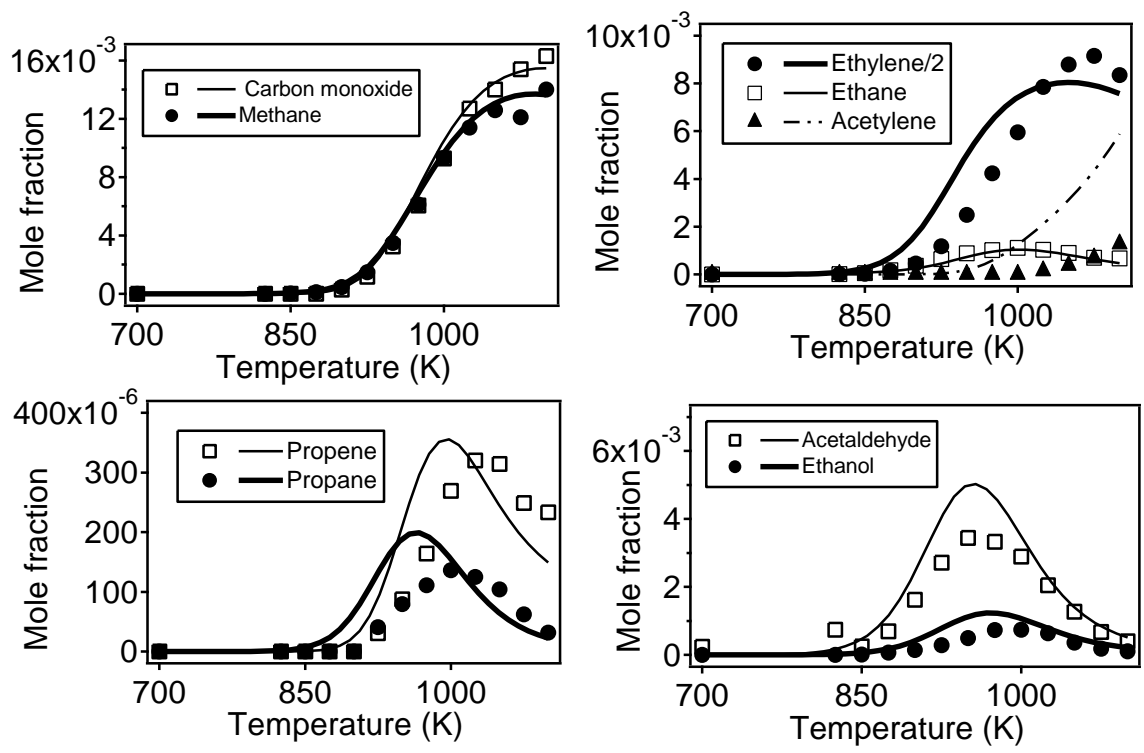 16x10-3
12
8
4
0
Mole fraction
Carbon monoxide
Methane
700
850
1000
Temperature (K)
10x10-3
8
6
4
2
0
Mole fraction
Ethylene/2
Ethane
Acetylene
700
850
1000
Temperature (K)
400x10-6
300
200
100
0
Mole fraction
Propene
Propane
700
850
1000
Temperature (K)
6x10-3
4
2
0
Mole fraction
Acetaldehyde
Ethanol
700
850
1000
Temperature (K)